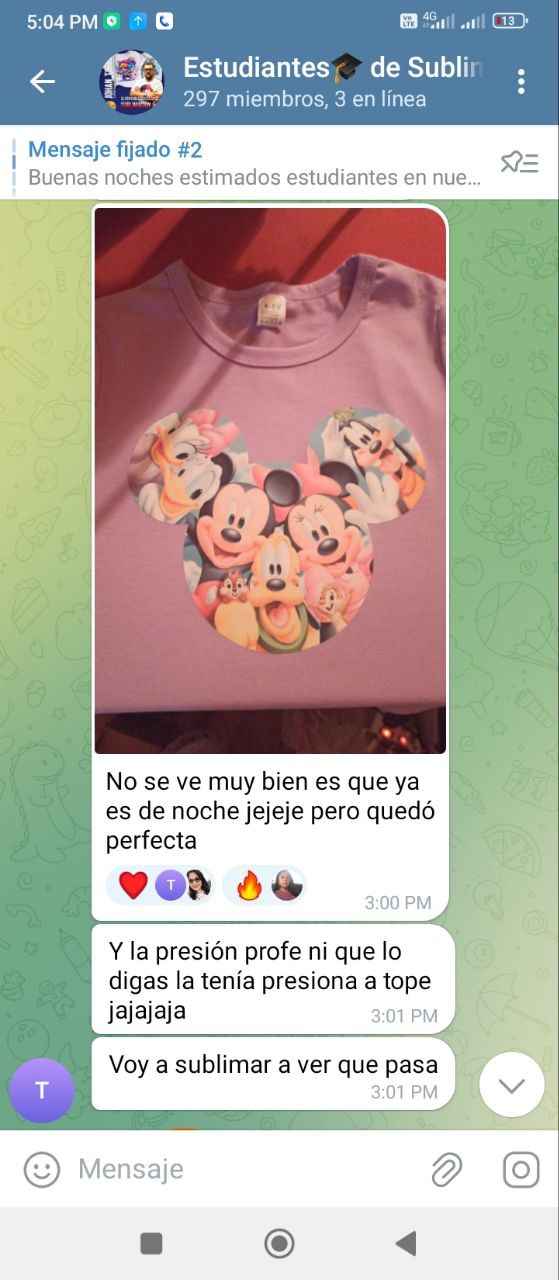 5:04 PM
Vo LTE 4G 13
Estudiantes🎓 de Sublin
297 miembros, 3 en línea
Mensaje fijado #2
Buenas noches estimados estudiantes en nue...
No se ve muy bien es que ya
es de noche jejeje pero quedó
perfecta
T
3:00 PM
Y la presión profe ni que lo
digas la tenía presiona a tope
jajajaja
3:01 PM
Voy a sublimar a ver que pasa
3:01 PM
T
Mensaje